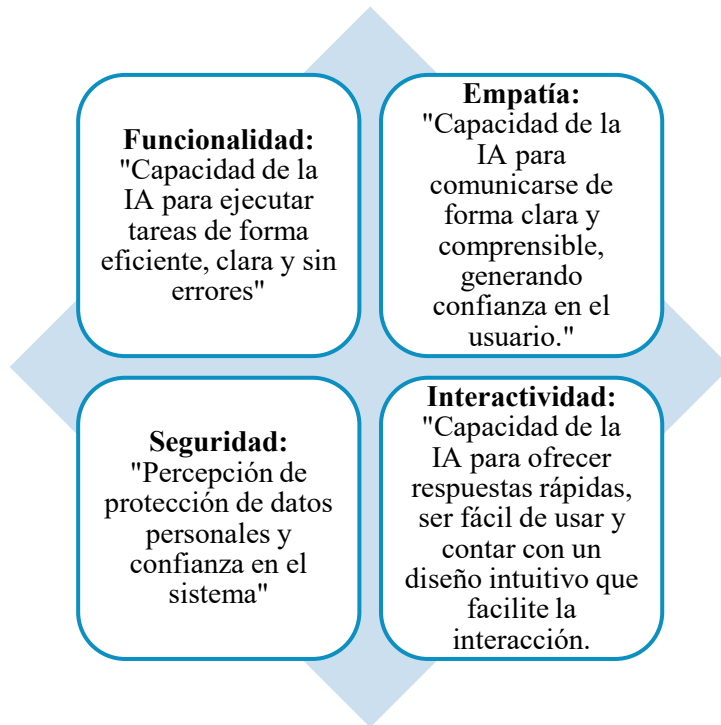 Funcionalidad:
"Capacidad de la
IA para ejecutar
tareas de forma
eficiente, clara y sin
errores"
Empatía:
"Capacidad de la
IA para
comunicarse de
forma clara y
comprensible,
generando
confianza en el
usuario."
Seguridad:
"Percepción de
protección de datos
personales y
confianza en el
sistema"
Interactividad:
"Capacidad de la
IA para ofrecer
respuestas rápidas,
ser fácil de usar y
contar con un
diseño intuitivo que
facilite la
interacción.